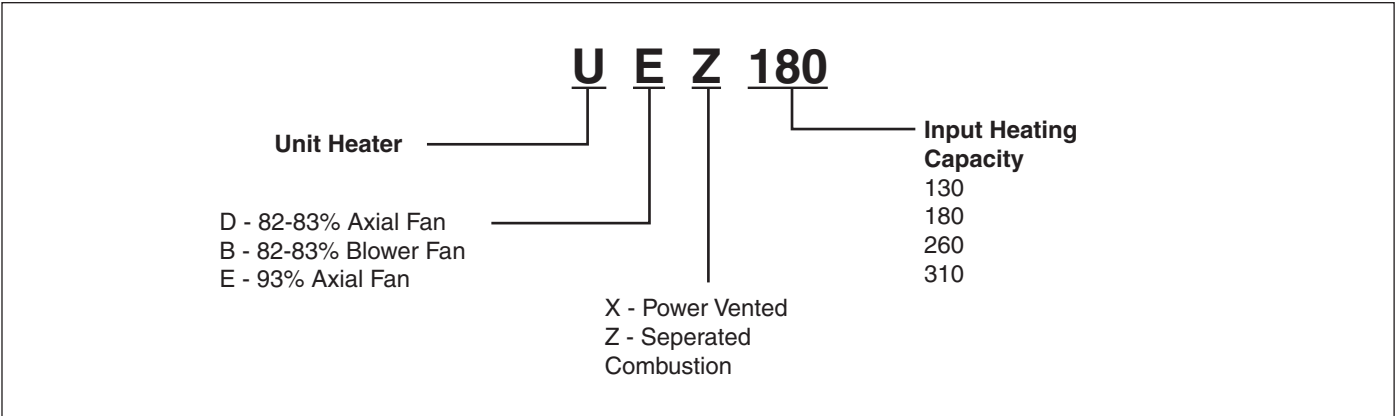 U E Z 180
Unit Heater
D - 82-83% Axial Fan
B - 82-83% Blower Fan
E - 93% Axial Fan
X - Power Vented
Z - Seperated
Combustion
Input Heating
Capacity
130
180
260
310